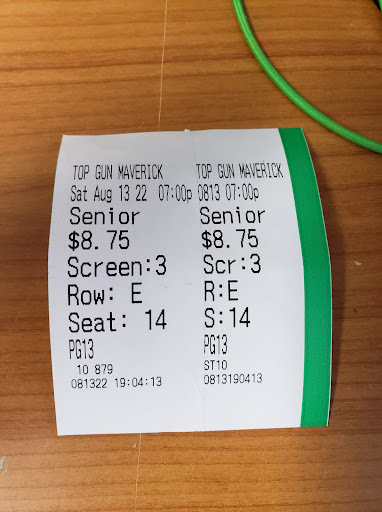 TOP GUN MAVERICK
Sat Aug 13 22 07:00p
Senior
$8.75
Screen:3
Row: E
Seat: 14
PG13
10 879
081322 19:04:13
TOP GUN MAVERICK
0813 07:00p
Senior
$8.75
Scr:3
R:E
S:14
PG13
ST10
0813190413